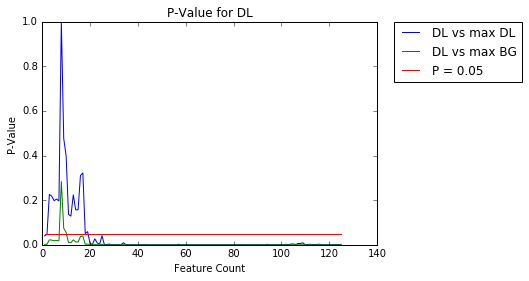 P-Value for DL
1.0
0.8
0.6
0.4
0.2
0.0
P-Value
0 20 40 60 80 100 120 140
Feature Count
DL vs max DL
DL vs max BG
P = 0.05